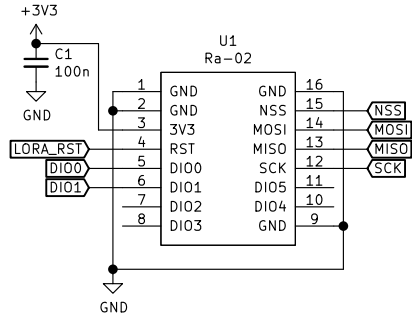 +3V3
C1
100n
GND
U1
Ra-02
1 GND GND 16
2 GND NSS 15 NSS
3 3V3 MOSI 14 MOSI
LORA_RST 4 RST MISO 13 MISO
DIO0 5 DIO0 SCK 12 SCK
DIO1 6 DIO1 DIO5 11
7 DIO2 DIO4 10
8 DIO3 GND 9
GND